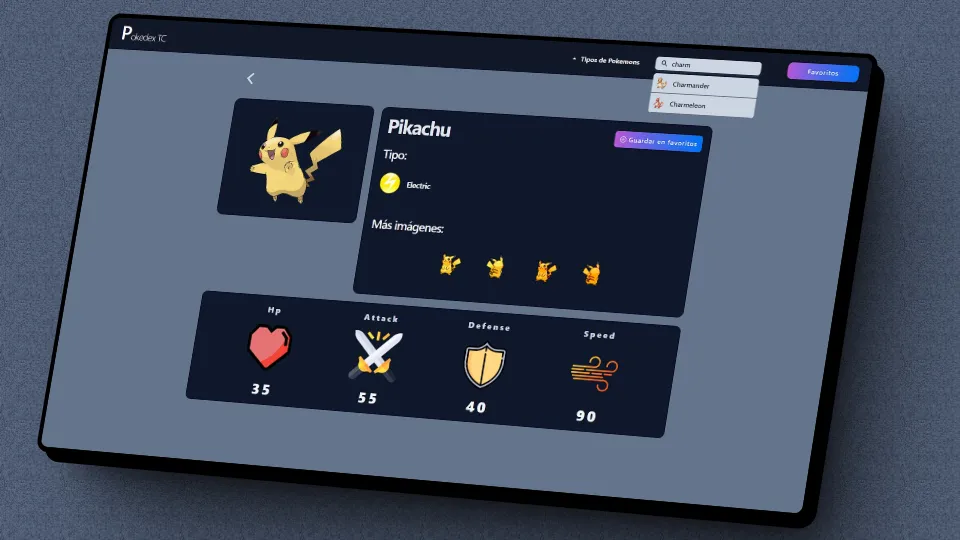 Pokedex TC
Tipos de Pokemons
charm
Favoritos
Charmander
Charmeleon
Pikachu
Guardar en favoritos
Tipo:
Electric
Más imágenes:
Hp
Attack
Defense
Speed
35
55
40
90